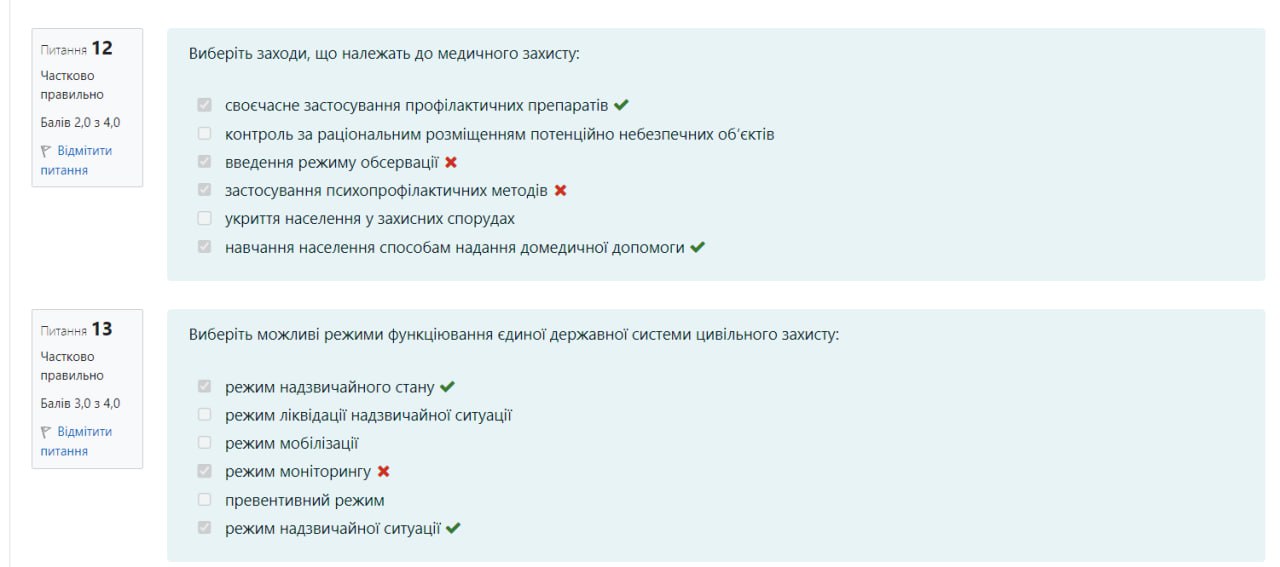 Питання 12
Частково
правильно
Балів 2,0 з 4,0
Відмітити
питання
Виберіть заходи, що належать до медичного захисту:
своєчасне застосування профілактичних препаратів
контроль за раціональним розміщенням потенційно небезпечних об’єктів
введення режиму обсервації
застосування психопрофілактичних методів
укриття населення у захисних спорудах
навчання населення способам надання домедичної допомоги
Питання 13
Частково
правильно
Балів 3,0 з 4,0
Відмітити
питання
Виберіть можливі режими функціювання єдиної державної системи цивільного захисту:
режим надзвичайного стану
режим ліквідації надзвичайної ситуації
режим мобілізації
режим моніторингу
превентивний режим
режим надзвичайної ситуації